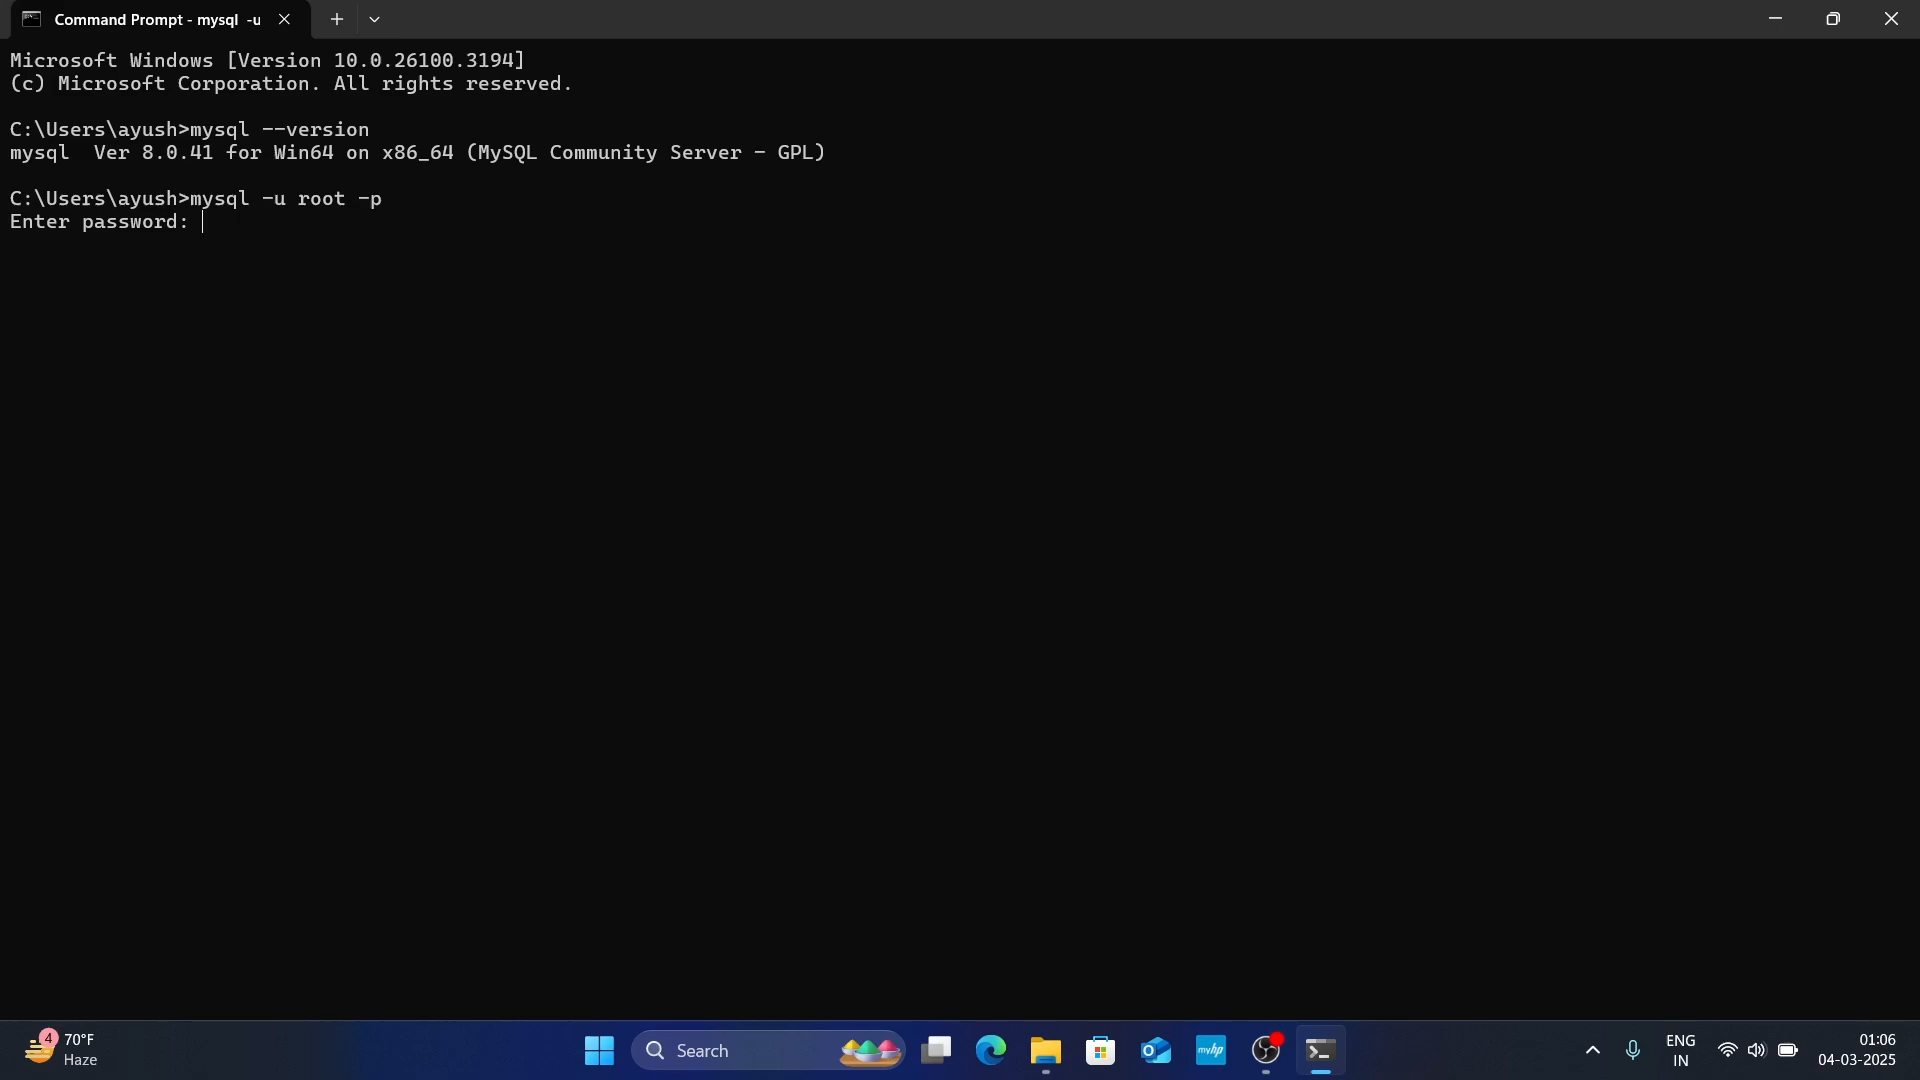 Command Prompt - mysql -u
Microsoft Windows [Version 10.0.26100.3194]
(c) Microsoft Corporation. All rights reserved.
C:\Users\ayush>mysql --version
mysql  Ver 8.0.41 for Win64 on x86_64 (MySQL Community Server - GPL)
C:\Users\ayush>mysql -u root -p
Enter password:
4
70°F
Haze
Search
myhp
ENG
IN
01:06
04-03-2025